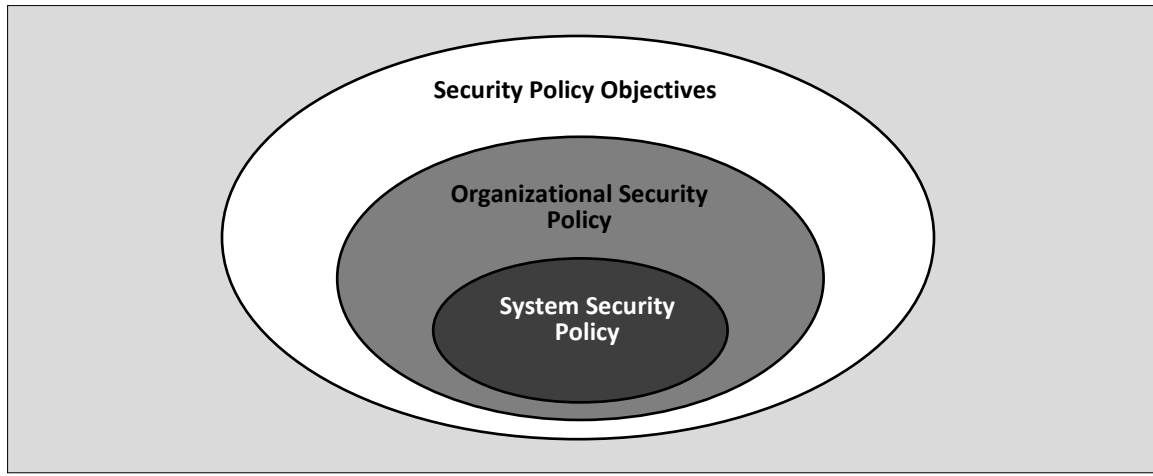 Security Policy Objectives
Organizational Security
Policy
System Security
Policy